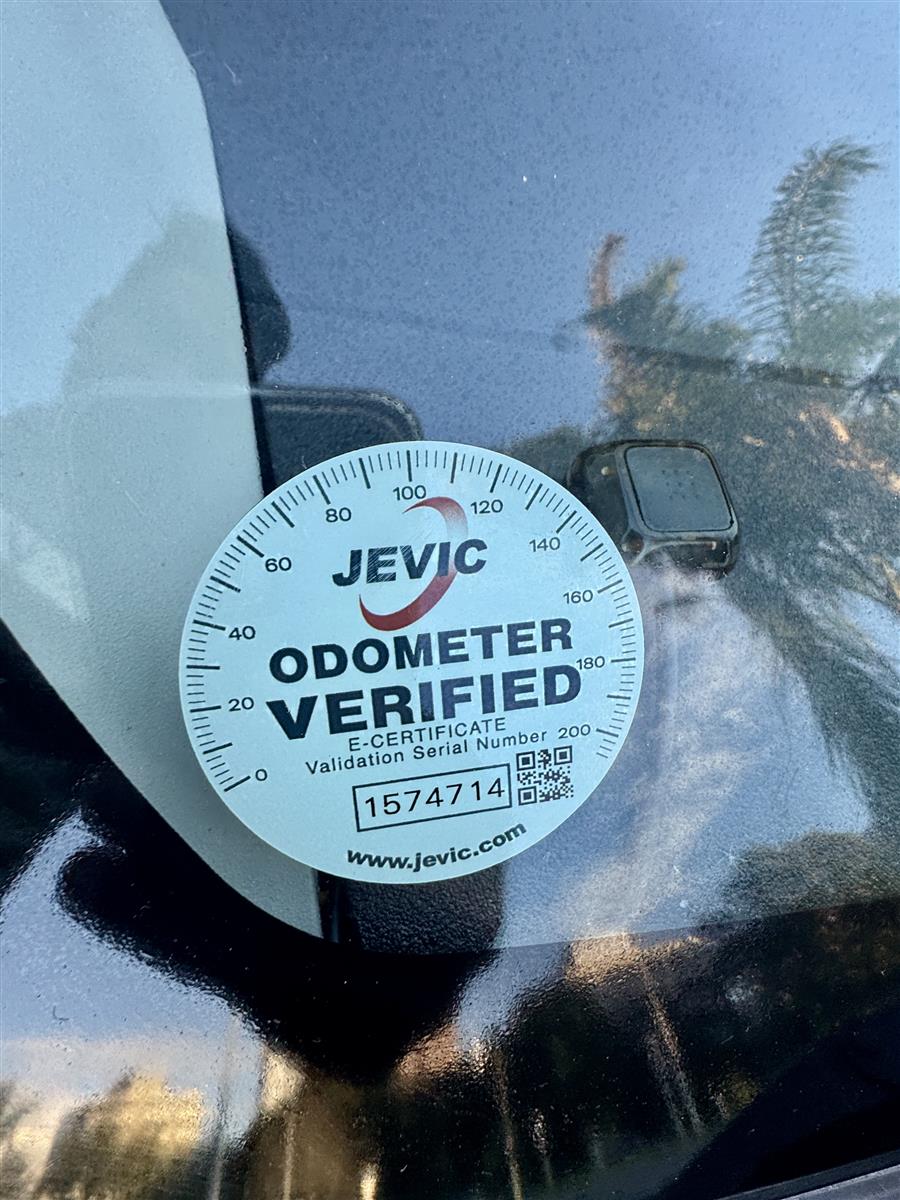 0
20
40
60
80
100
120
140
160
180
200
JEVIC
ODOMETER
VERIFIED
E-CERTIFICATE
Validation Serial Number
1574714
www.jevic.com